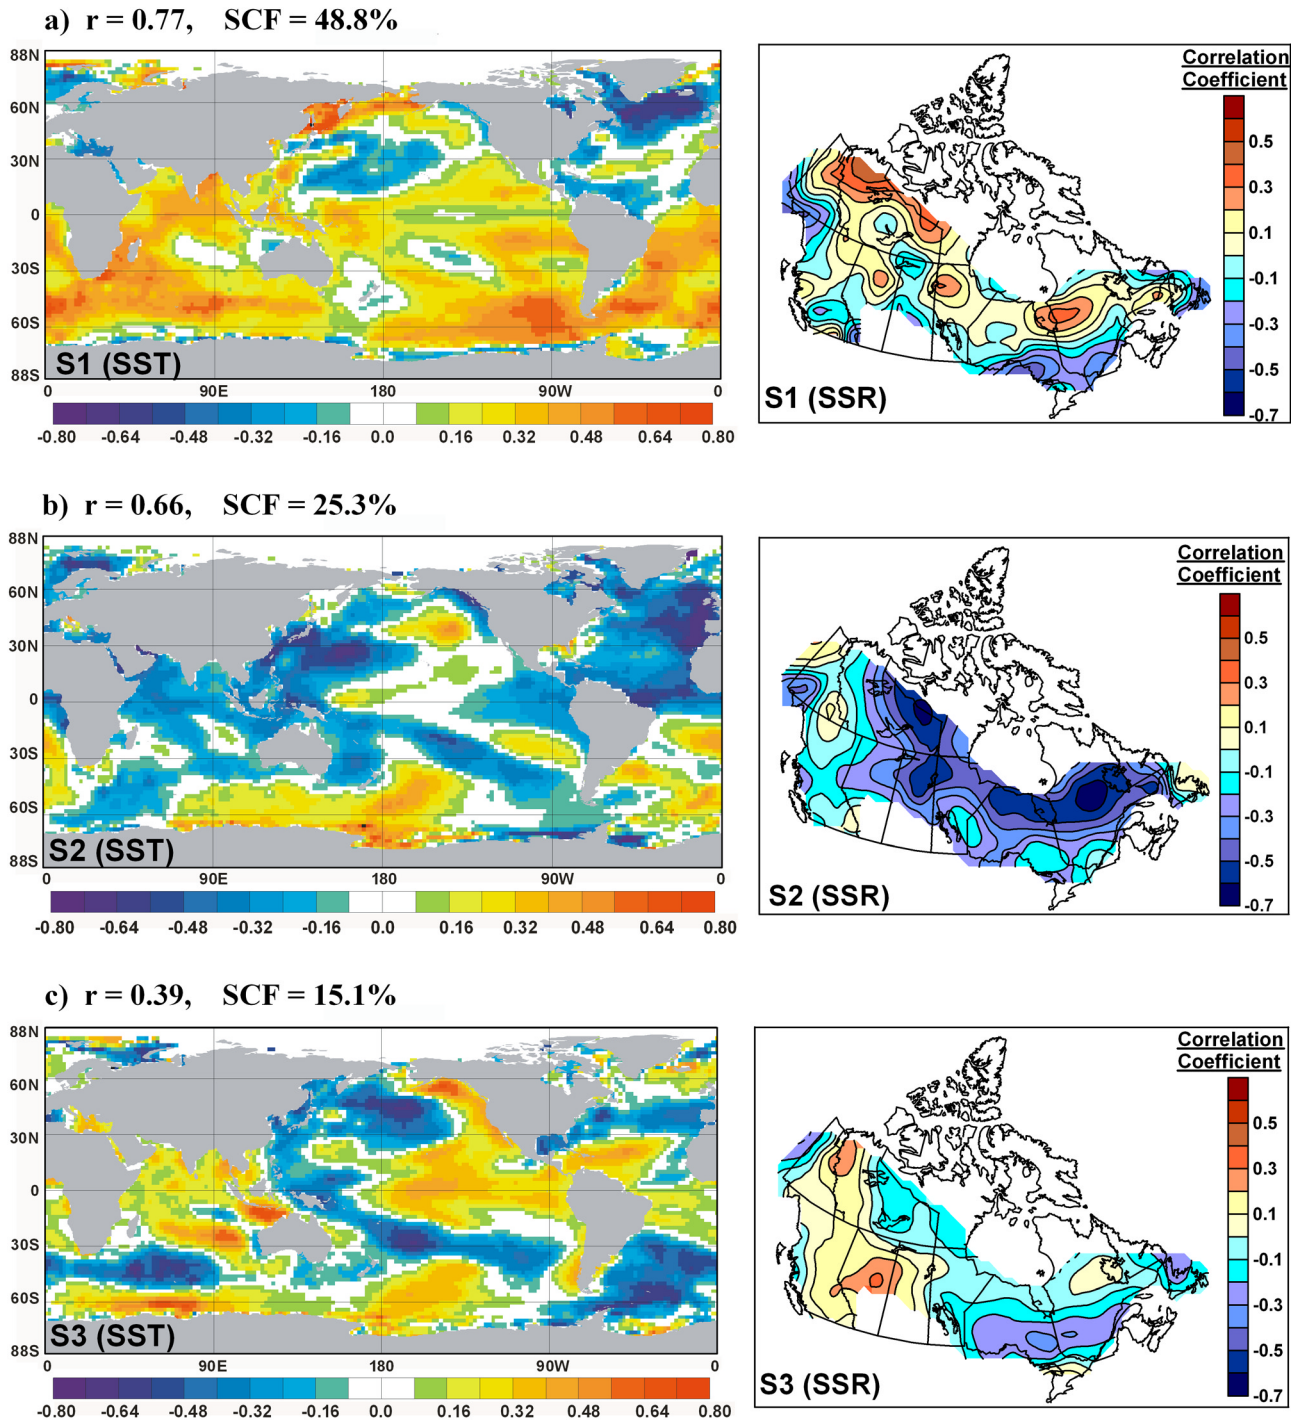 a) r = 0.77, SCF = 48.8%
88N
60N
30N
0
30S
60S
88S
S1 (SST)
0 90E 180 90W 0
-0.80 -0.64 -0.48 -0.32 -0.16 0.0 0.16 0.32 0.48 0.64 0.80
Correlation
Coefficient
0.5
0.3
0.1
-0.1
-0.3
-0.5
-0.7
S1 (SSR)
b) r = 0.66, SCF = 25.3%
88N
60N
30N
0
30S
60S
88S
S2 (SST)
0 90E 180 90W 0
-0.80 -0.64 -0.48 -0.32 -0.16 0.0 0.16 0.32 0.48 0.64 0.80
Correlation
Coefficient
0.5
0.3
0.1
-0.1
-0.3
-0.5
-0.7
S2 (SSR)
c) r = 0.39, SCF = 15.1%
88N
60N
30N
0
30S
60S
88S
S3 (SST)
0 90E 180 90W 0
-0.80 -0.64 -0.48 -0.32 -0.16 0.0 0.16 0.32 0.48 0.64 0.80
Correlation
Coefficient
0.5
0.3
0.1
-0.1
-0.3
-0.5
-0.7
S3 (SSR)